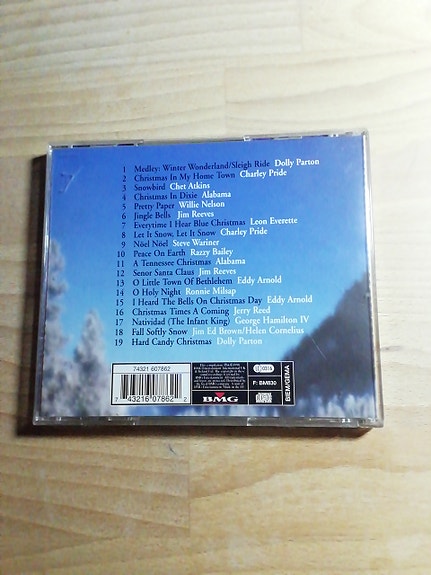 1 Medley: Winter Wonderland/Sleigh Ride Dolly Parton
2 Christmas In My Home Town Charley Pride
3 Snowbird Chet Atkins
4 Christmas In Dixie Alabama
5 Pretty Paper Willie Nelson
6 Jingle Bells Jim Reeves
7 Everytime I Hear Blue Christmas Leon Everette
8 Let It Snow, Let It Snow Charley Pride
9 Nöel Nöel Steve Wariner
10 Peace On Earth Razzy Bailey
11 A Tennessee Christmas Alabama
12 Senor Santa Claus Jim Reeves
13 O Little Town Of Bethlehem Eddy Arnold
14 O Holy Night Ronnie Milsap
15 I Heard The Bells On Christmas Day Eddy Arnold
16 Christmas Times A Coming Jerry Reed
17 Natividad (The Infant King) George Hamilton IV
18 Fall Softly Snow Jim Ed Brown/Helen Cornelius
19 Hard Candy Christmas Dolly Parton
74321 607862
7 43216 07862 2
BMG
F: BM830
BIEM/GEMA